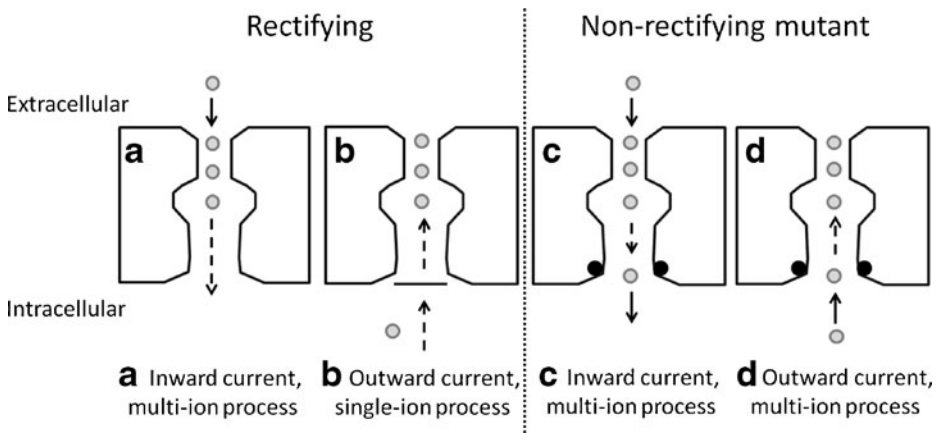 Rectifying
Non-rectifying mutant
Extracellular
a
b
c
d
Intracellular
a Inward current,
multi-ion process
b Outward current,
single-ion process
c Inward current,
multi-ion process
d Outward current,
multi-ion process